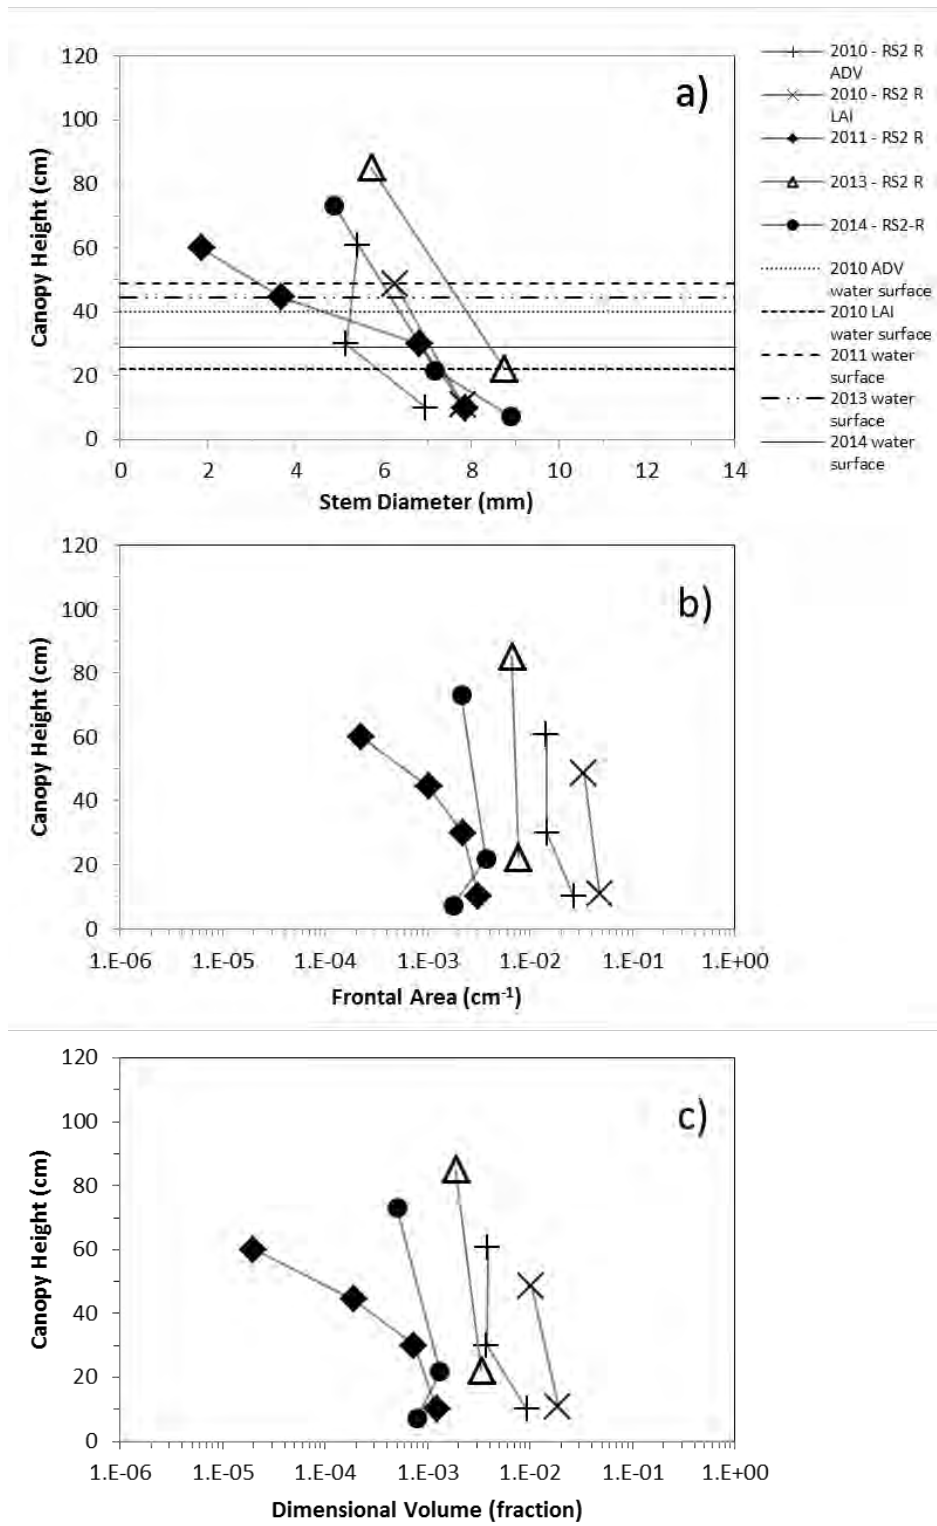 120
100
80
60
40
20
0
Canopy Height (cm)
a)
0 2 4 6 8 10 12 14
Stem Diameter (mm)
2010 - RS2 R
ADV
2010 - RS2 R
LAI
2011 - RS2 R
2013 - RS2 R
2014 - RS2-R
2010 ADV
water surface
2010 LAI
water surface
2011 water
surface
2013 water
surface
2014 water
surface
120
100
80
60
40
20
0
Canopy Height (cm)
b)
1.E-06 1.E-05 1.E-04 1.E-03 1.E-02 1.E-01 1.E+00
Frontal Area (cm⁻¹)
120
100
80
60
40
20
0
Canopy Height (cm)
c)
1.E-06 1.E-05 1.E-04 1.E-03 1.E-02 1.E-01 1.E+00
Dimensional Volume (fraction)